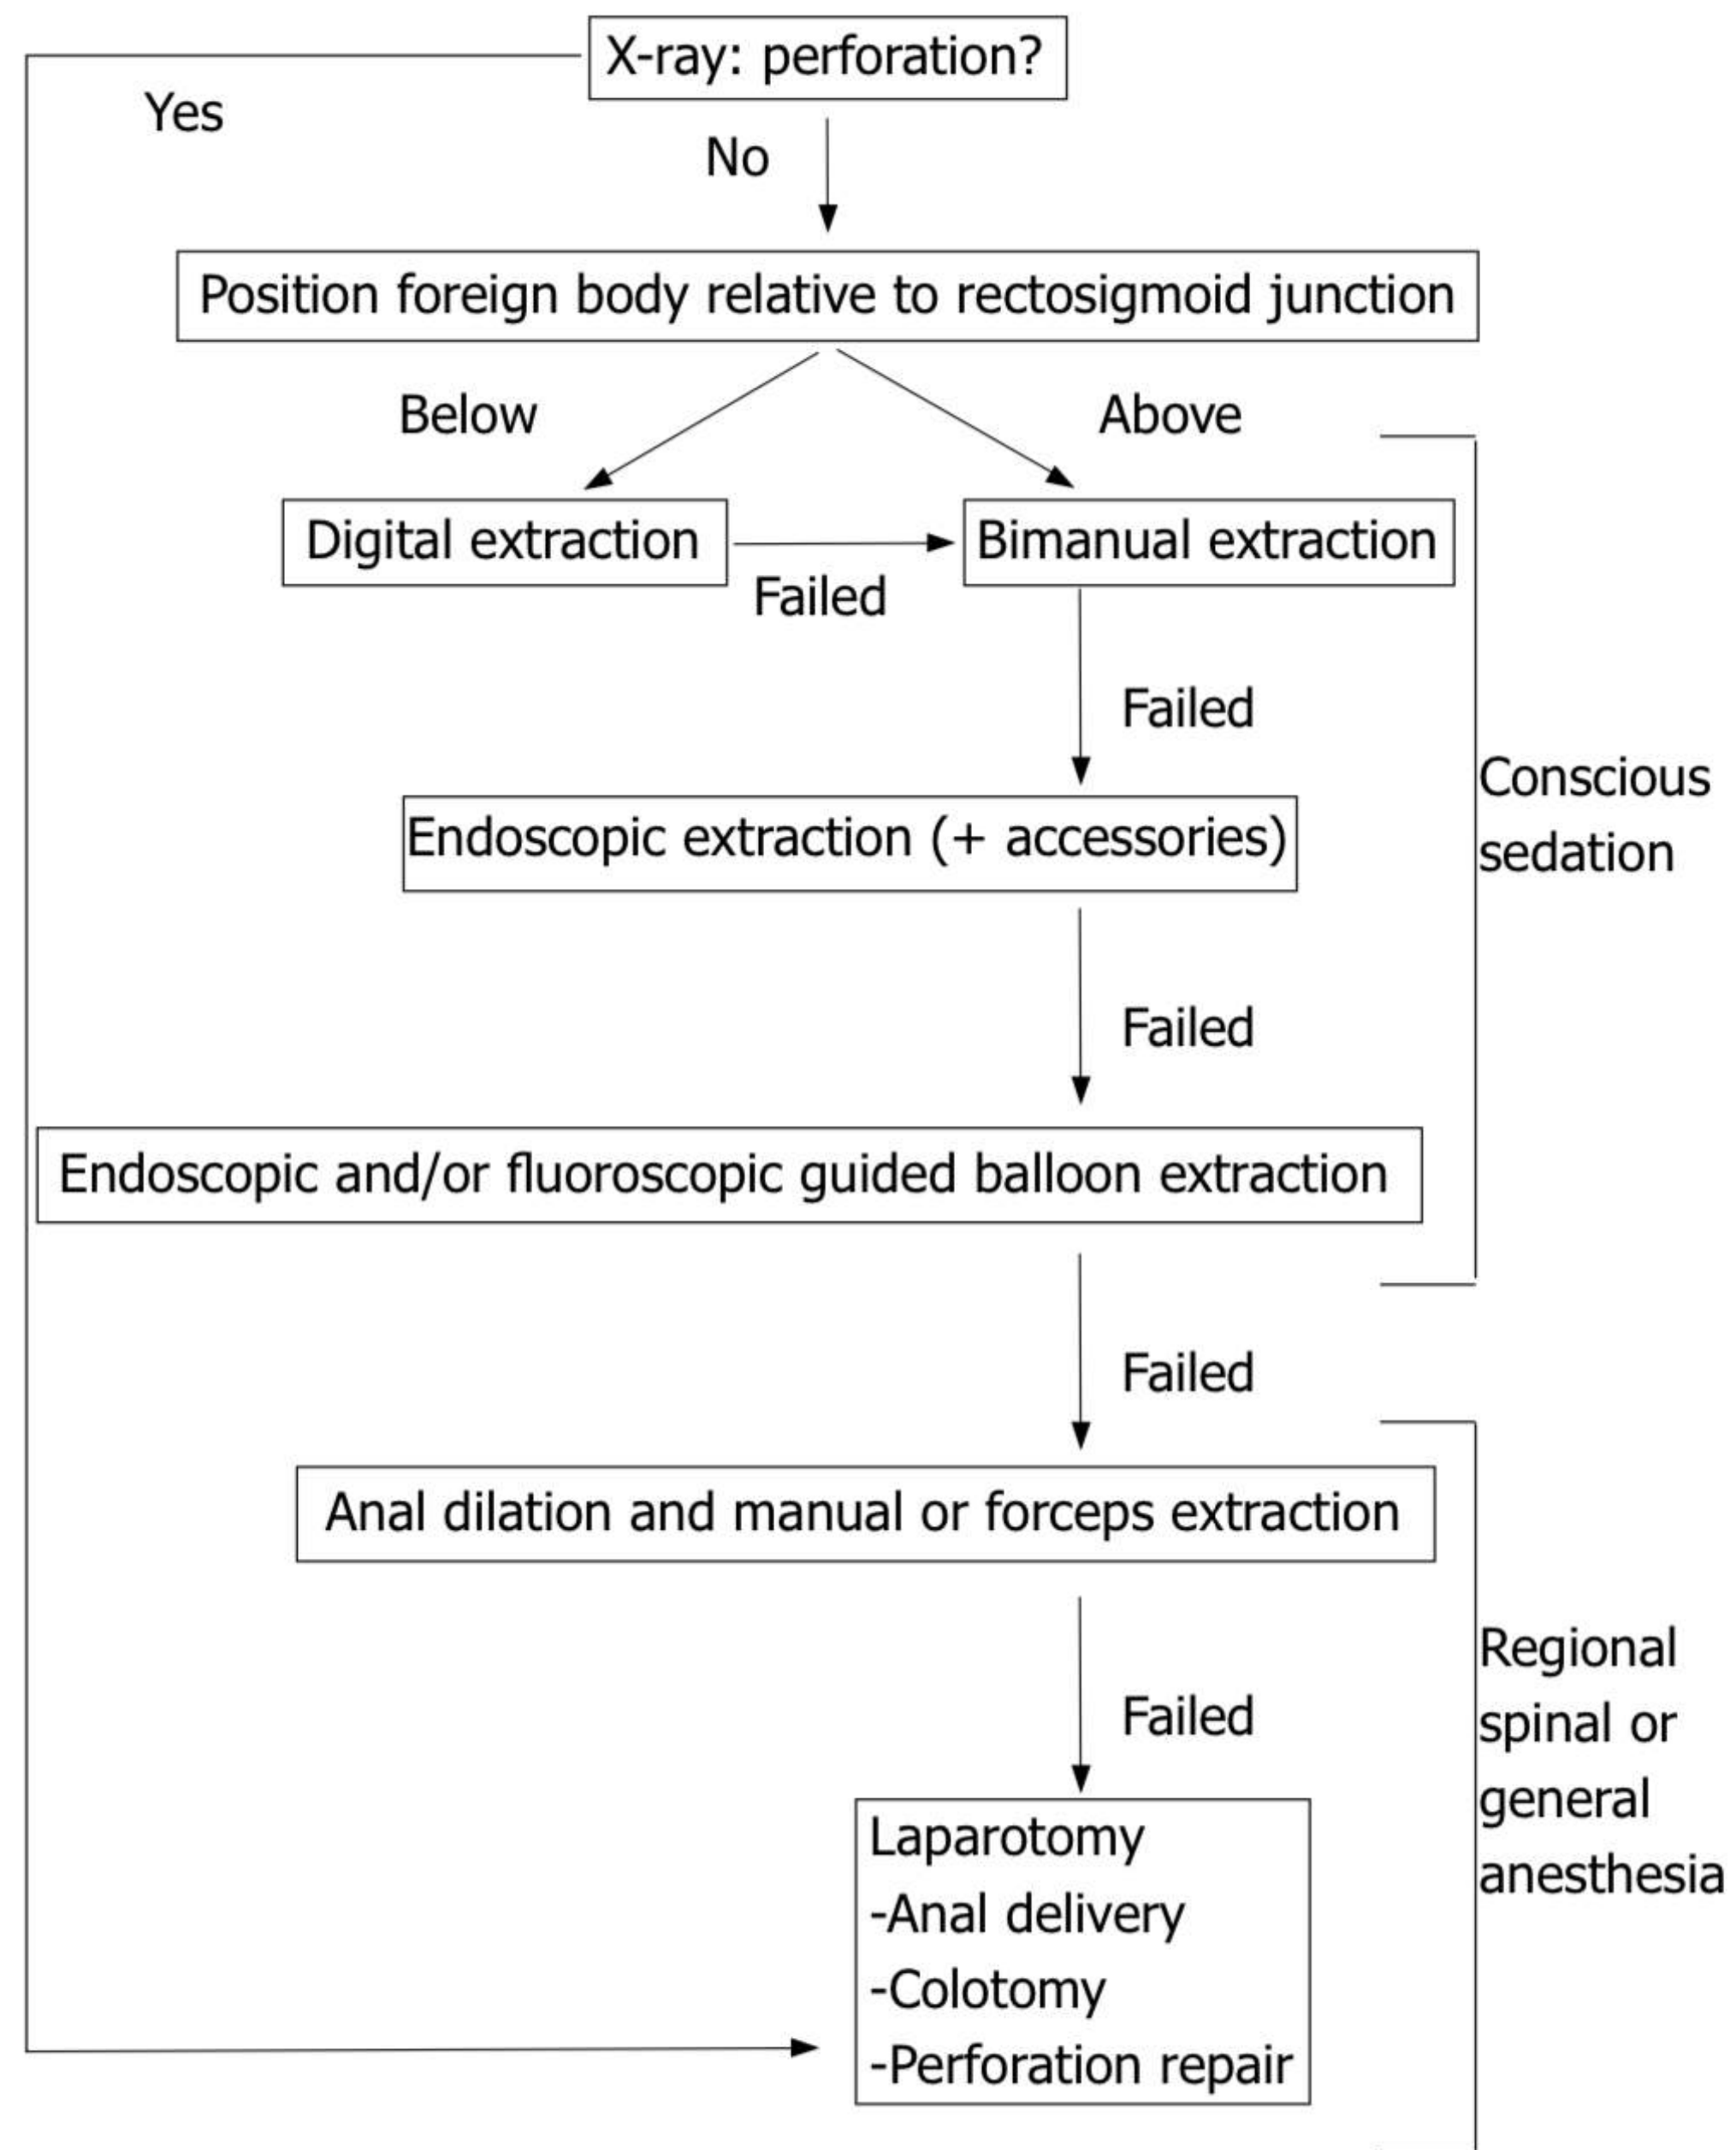 X-ray: perforation?
Yes
No
Position foreign body relative to rectosigmoid junction
Below
Above
Digital extraction
Failed
Bimanual extraction
Failed
Endoscopic extraction (+ accessories)
Conscious
sedation
Failed
Endoscopic and/or fluoroscopic guided balloon extraction
Failed
Anal dilation and manual or forceps extraction
Failed
Regional
spinal or
general
anesthesia
Laparotomy
-Anal delivery
-Colotomy
-Perforation repair